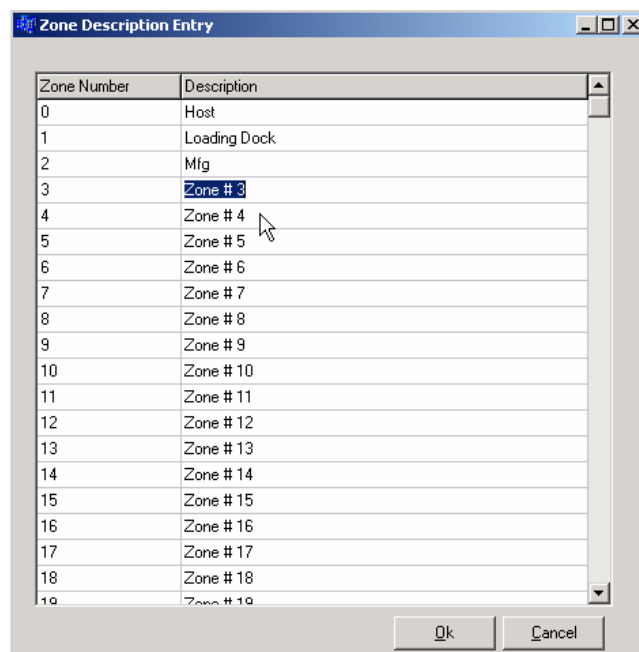 Zone Description Entry
Zone Number Description
0 Host
1 Loading Dock
2 Mfg
3 Zone # 3
4 Zone # 4
5 Zone # 5
6 Zone # 6
7 Zone # 7
8 Zone # 8
9 Zone # 9
10 Zone # 10
11 Zone # 11
12 Zone # 12
13 Zone # 13
14 Zone # 14
15 Zone # 15
16 Zone # 16
17 Zone # 17
18 Zone # 18
19 Zone # 19
Ok Cancel